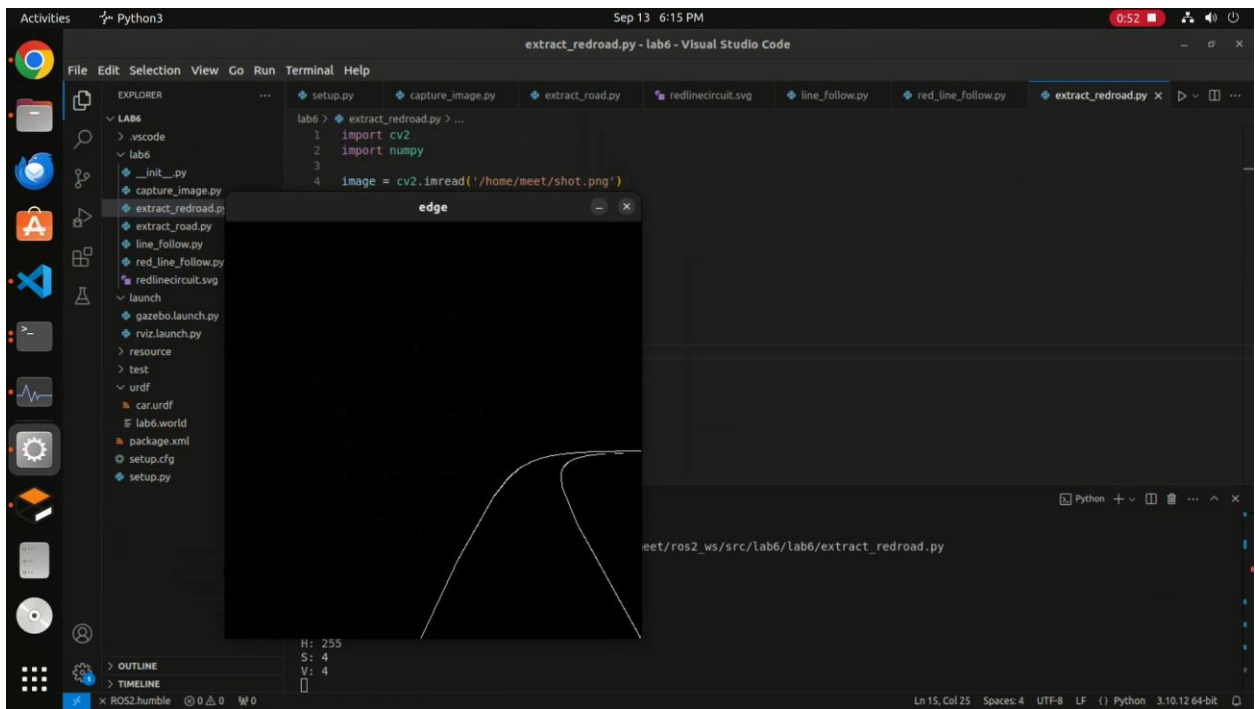 Activities Python3 Sep 13 6:15 PM 0:52
extract_redroad.py - lab6 - Visual Studio Code
File Edit Selection View Go Run Terminal Help
EXPLORER
setup.py capture_image.py extract_road.py redlinecircuit.svg line_follow.py red_line_follow.py extract_redroad.py
LAB6
.vscode
lab6
__init__.py
capture_image.py
extract_redroad.py
extract_road.py
line_follow.py
red_line_follow.py
redlinecircuit.svg
launch
gazebo.launch.py
rviz.launch.py
resource
test
urdf
car.urdf
lab6.world
package.xml
setup.cfg
setup.py
OUTLINE
TIMELINE
lab6 > extract_redroad.py > ...
1 import cv2
2 import numpy
3
4 image = cv2.imread('/home/meet/shot.png')
edge
Python
eet/ros2_ws/src/lab6/lab6/extract_redroad.py
H: 255
S: 4
V: 4
ROS2.humble 0 0 0 Ln 15, Col 25 Spaces: 4 UTF-8 LF {} Python 3.10.12 64-bit